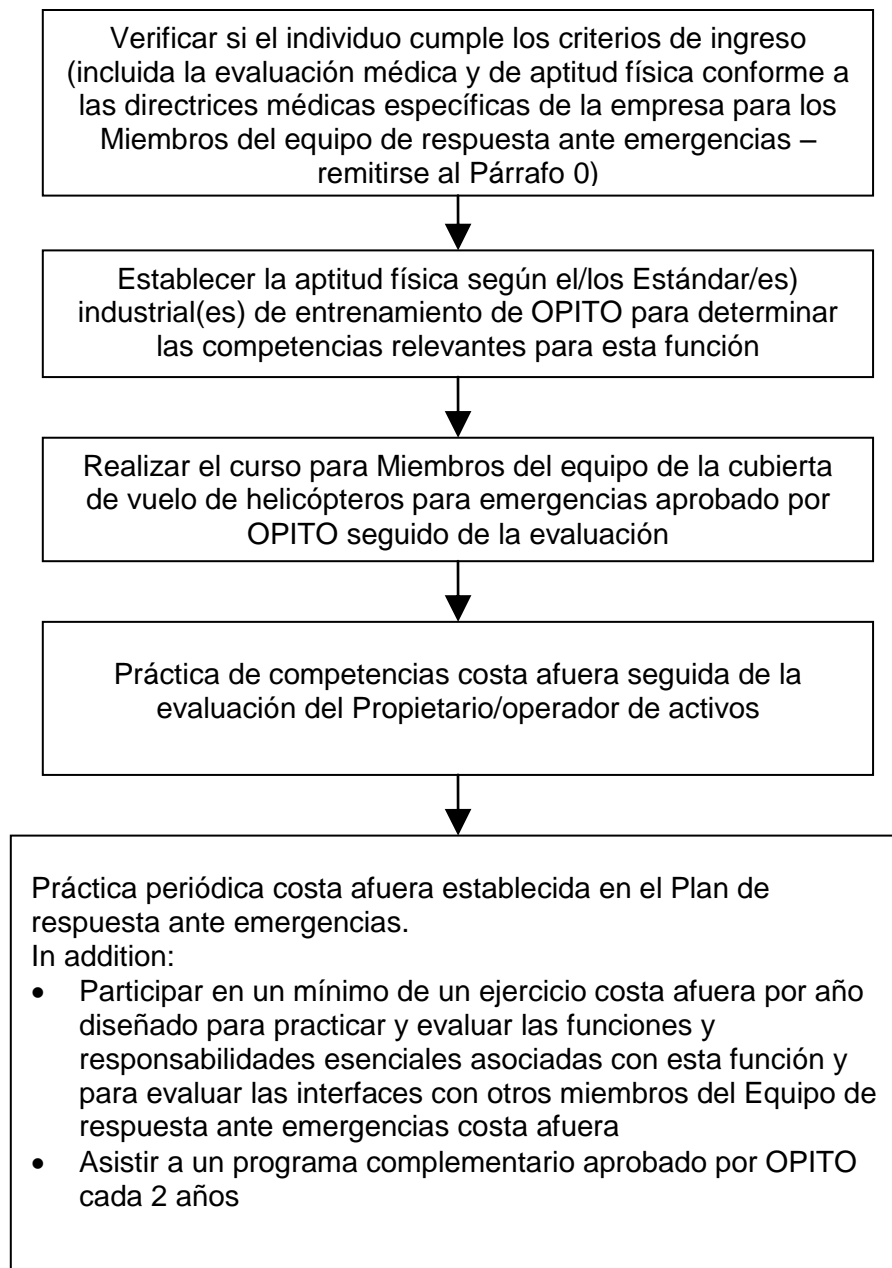 Verificar si el individuo cumple los criterios de ingreso
(incluida la evaluación médica y de aptitud física conforme a
las directrices médicas específicas de la empresa para los
Miembros del equipo de respuesta ante emergencias –
remitirse al Párrafo 0)
Establecer la aptitud física según el/los Estándar/es)
industrial(es) de entrenamiento de OPITO para determinar
las competencias relevantes para esta función
Realizar el curso para Miembros del equipo de la cubierta
de vuelo de helicópteros para emergencias aprobado por
OPITO seguido de la evaluación
Práctica de competencias costa afuera seguida de la
evaluación del Propietario/operador de activos
Práctica periódica costa afuera establecida en el Plan de
respuesta ante emergencias.
In addition:
• Participar en un mínimo de un ejercicio costa afuera por año
diseñado para practicar y evaluar las funciones y
responsabilidades esenciales asociadas con esta función y
para evaluar las interfaces con otros miembros del Equipo de
respuesta ante emergencias costa afuera
• Asistir a un programa complementario aprobado por OPITO
cada 2 años